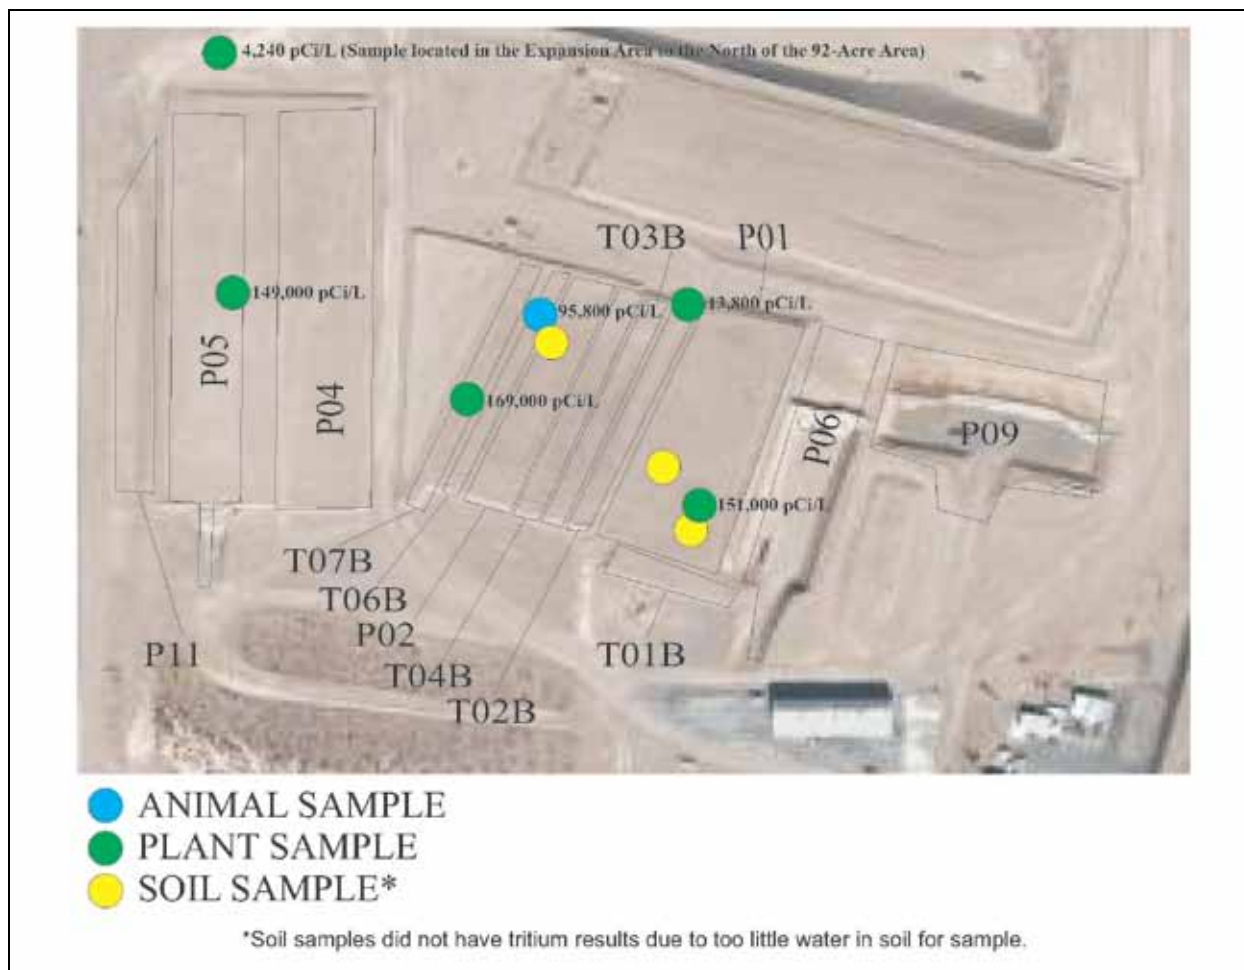 4,240 pCi/L (Sample located in the Expansion Area to the North of the 92-Acre Area)
T03B
P01
149,000 pCi/L
95,800 pCi/L
13,800 pCi/L
P05
P04
169,000 pCi/L
P06
P09
151,000 pCi/L
T07B
T06B
P02
P11
T04B
T01B
T02B
ANIMAL SAMPLE
PLANT SAMPLE
SOIL SAMPLE*
*Soil samples did not have tritium results due to too little water in soil for sample.